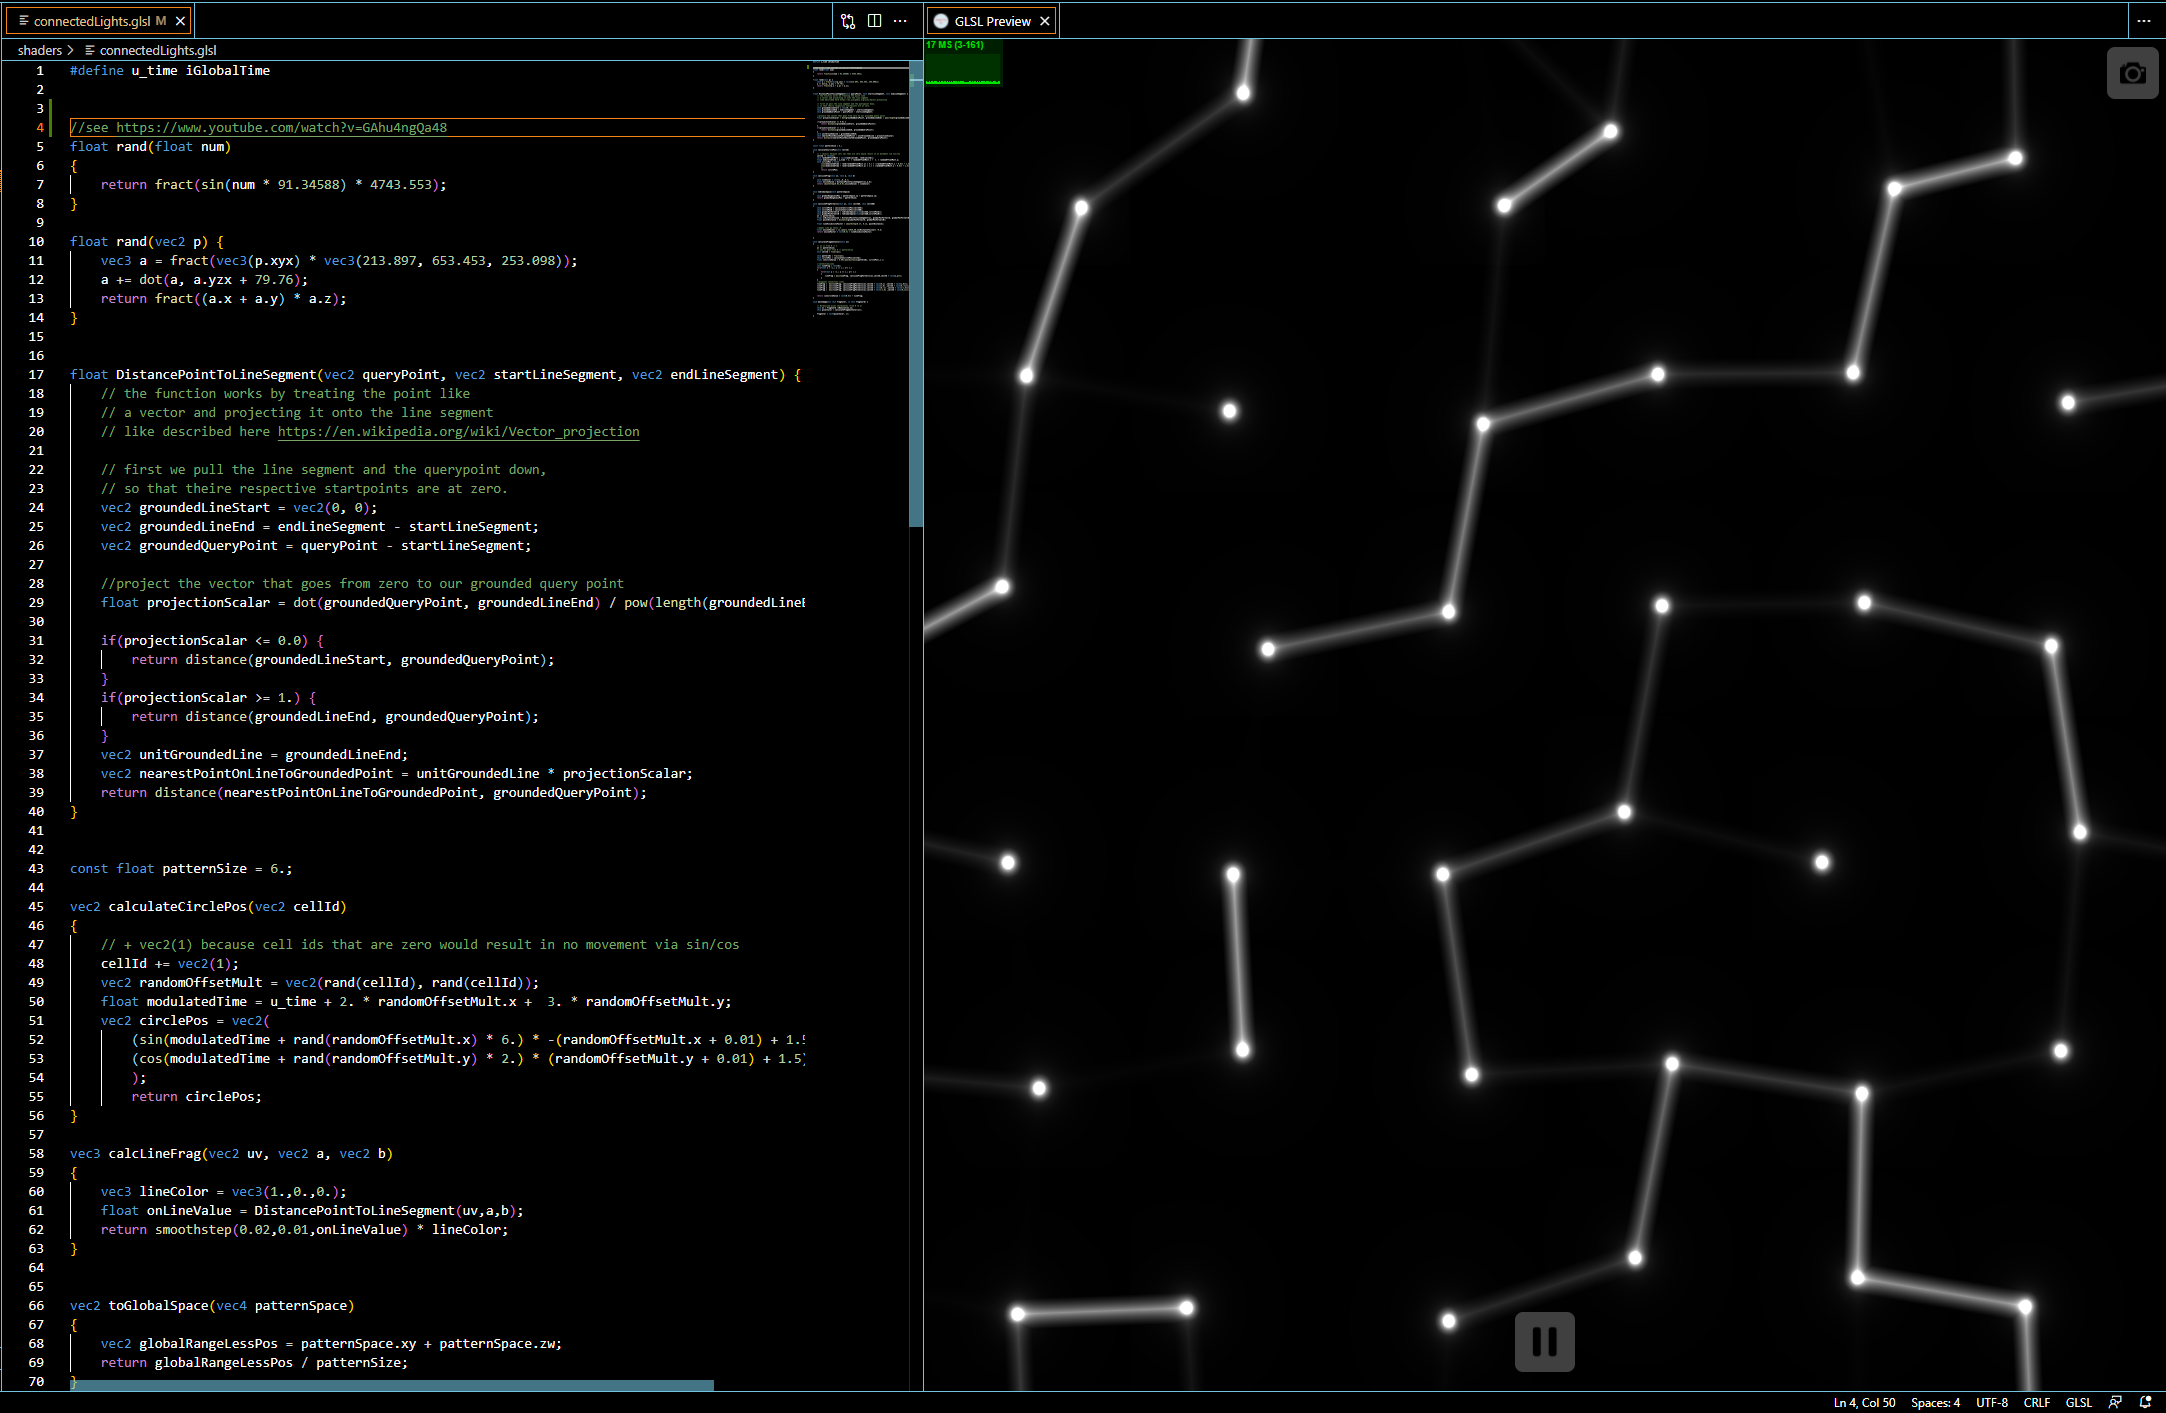 connectedLights.glsl M
GLSL Preview
shaders > connectedLights.glsl
17 MS (3-161)
1 #define u_time iGlobalTime
2
3
4 //see https://www.youtube.com/watch?v=GAhu4ngQa48
5 float rand(float num)
6 {
7 return fract(sin(num * 91.34588) * 4743.553);
8 }
9
10 float rand(vec2 p) {
11 vec3 a = fract(vec3(p.xyx) * vec3(213.897, 653.453, 253.098));
12 a += dot(a, a.yzx + 79.76);
13 return fract((a.x + a.y) * a.z);
14 }
15
16
17 float DistancePointToLineSegment(vec2 queryPoint, vec2 startLineSegment, vec2 endLineSegment) {
18 // the function works by treating the point like
19 // a vector and projecting it onto the line segment
20 // like described here https://en.wikipedia.org/wiki/Vector_projection
21
22 // first we pull the line segment and the querypoint down,
23 // so that theire respective startpoints are at zero.
24 vec2 groundedLineStart = vec2(0, 0);
25 vec2 groundedLineEnd = endLineSegment - startLineSegment;
26 vec2 groundedQueryPoint = queryPoint - startLineSegment;
27
28 //project the vector that goes from zero to our grounded query point
29 float projectionScalar = dot(groundedQueryPoint, groundedLineEnd) / pow(length(groundedLineE
30
31 if(projectionScalar <= 0.0) {
32 return distance(groundedLineStart, groundedQueryPoint);
33 }
34 if(projectionScalar >= 1.) {
35 return distance(groundedLineEnd, groundedQueryPoint);
36 }
37 vec2 unitGroundedLine = groundedLineEnd;
38 vec2 nearestPointOnLineToGroundedPoint = unitGroundedLine * projectionScalar;
39 return distance(nearestPointOnLineToGroundedPoint, groundedQueryPoint);
40 }
41
42
43 const float patternSize = 6.;
44
45 vec2 calculateCirclePos(vec2 cellId)
46 {
47 // + vec2(1) because cell ids that are zero would result in no movement via sin/cos
48 cellId += vec2(1);
49 vec2 randomOffsetMult = vec2(rand(cellId), rand(cellId));
50 float modulatedTime = u_time + 2. * randomOffsetMult.x +  3. * randomOffsetMult.y;
51 vec2 circlePos = vec2(
52 (sin(modulatedTime + rand(randomOffsetMult.x) * 6.) * -(randomOffsetMult.x + 0.01) + 1.5
53 (cos(modulatedTime + rand(randomOffsetMult.y) * 2.) * (randomOffsetMult.y + 0.01) + 1.5)
54 );
55 return circlePos;
56 }
57
58 vec3 calcLineFrag(vec2 uv, vec2 a, vec2 b)
59 {
60 vec3 lineColor = vec3(1.,0.,0.);
61 float onLineValue = DistancePointToLineSegment(uv,a,b);
62 return smoothstep(0.02,0.01,onLineValue) * lineColor;
63 }
64
65
66 vec2 toGlobalSpace(vec4 patternSpace)
67 {
68 vec2 globalRangeLessPos = patternSpace.xy + patternSpace.zw;
69 return globalRangeLessPos / patternSize;
70 }
Ln 4, Col 50 Spaces: 4 UTF-8 CRLF GLSL